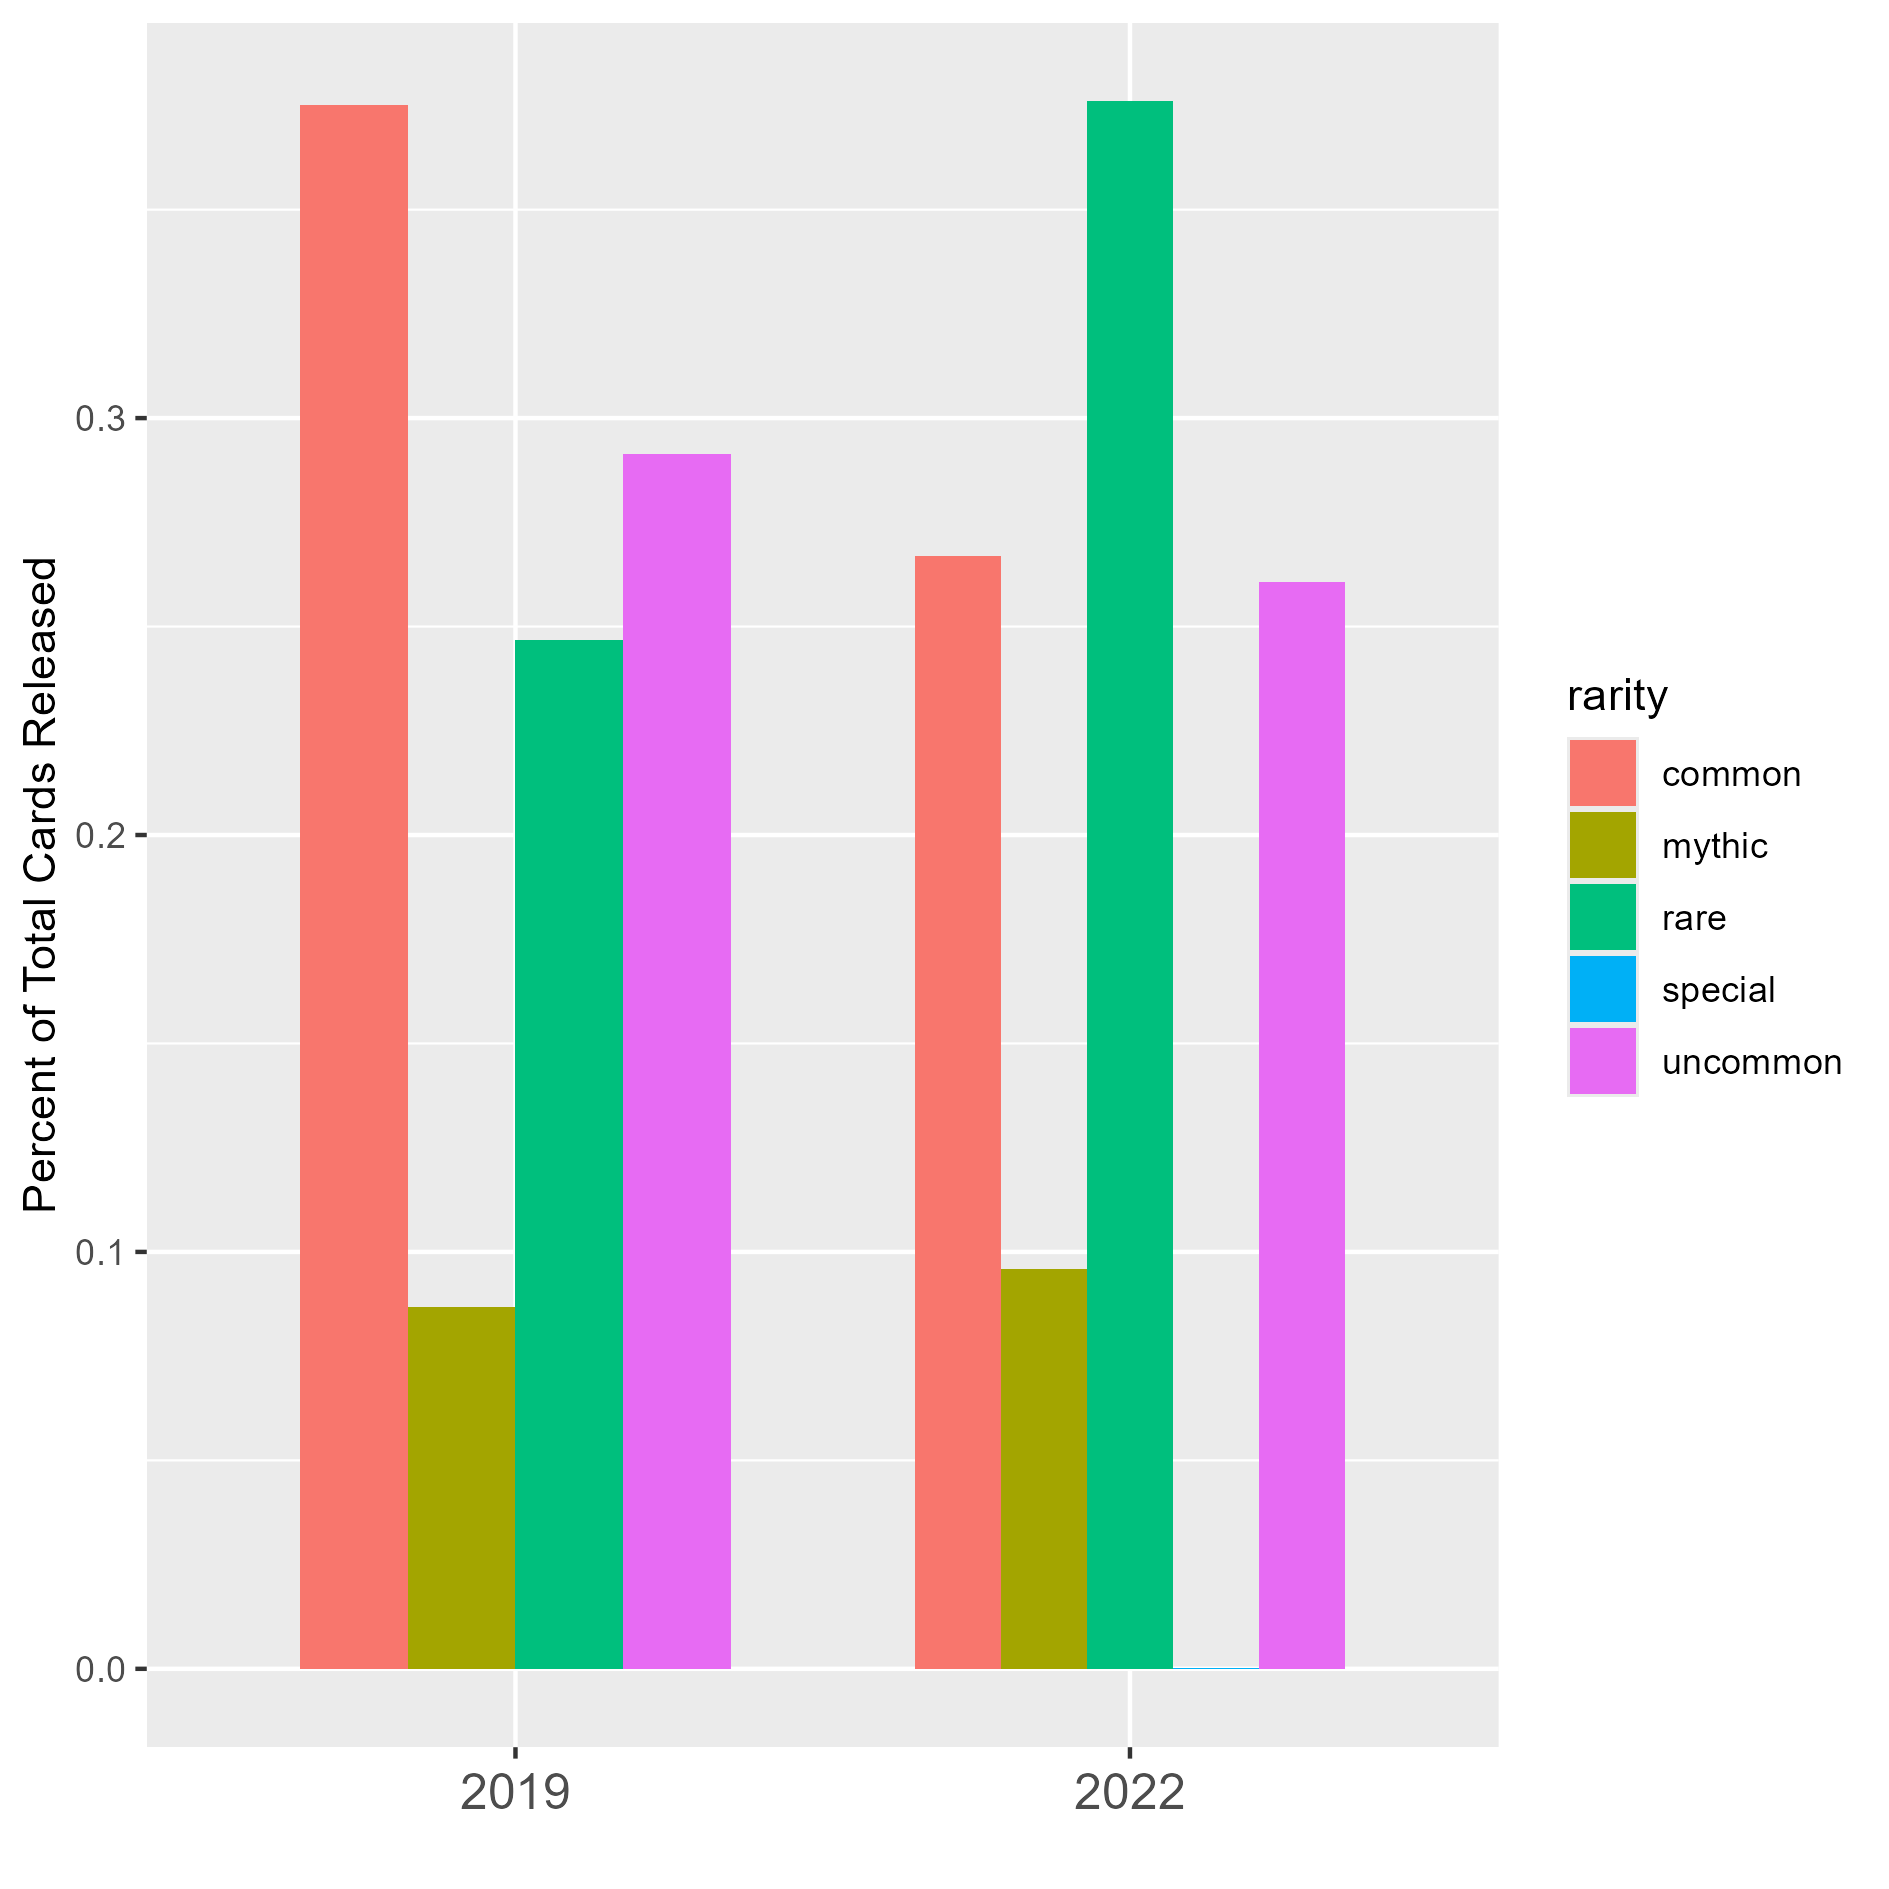 Percent of Total Cards Released
0.3
0.2
0.1
0.0
2019
2022
rarity
common
mythic
rare
special
uncommon